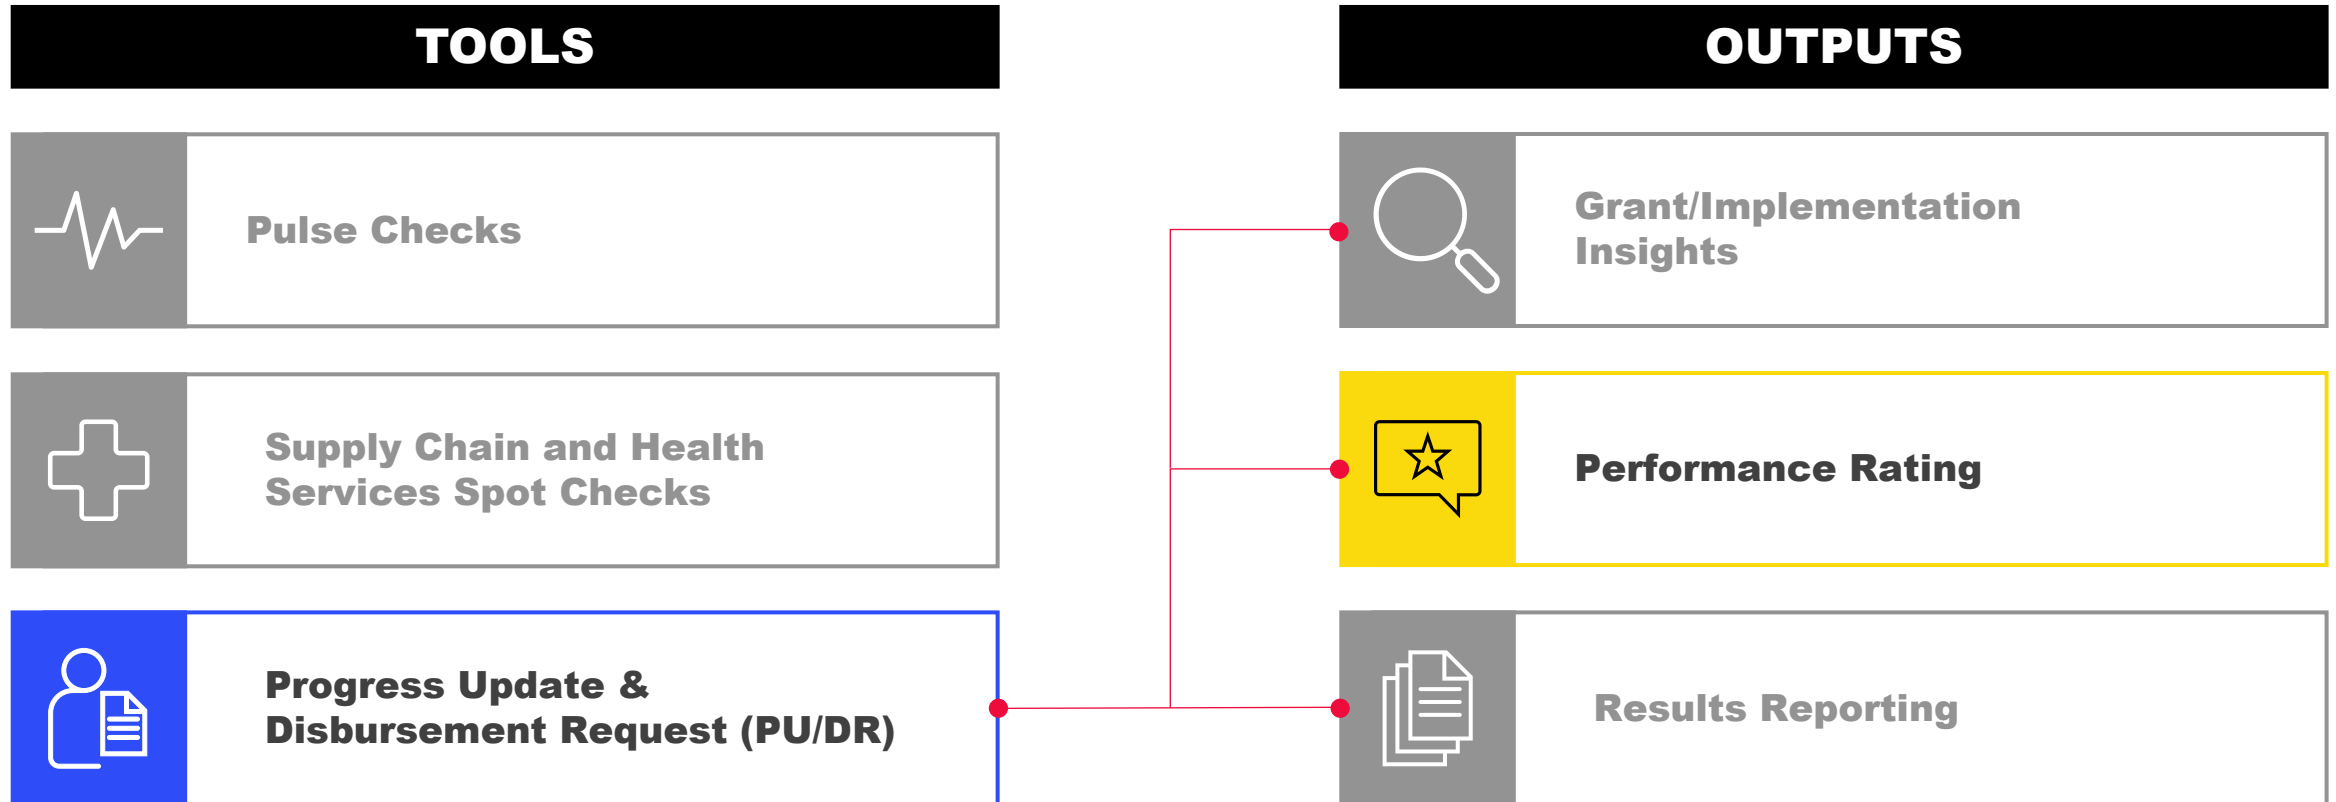 TOOLS
OUTPUTS
Pulse Checks
Grant/Implementation
Insights
Supply Chain and Health
Services Spot Checks
Performance Rating
Progress Update &
Disbursement Request (PU/DR)
Results Reporting